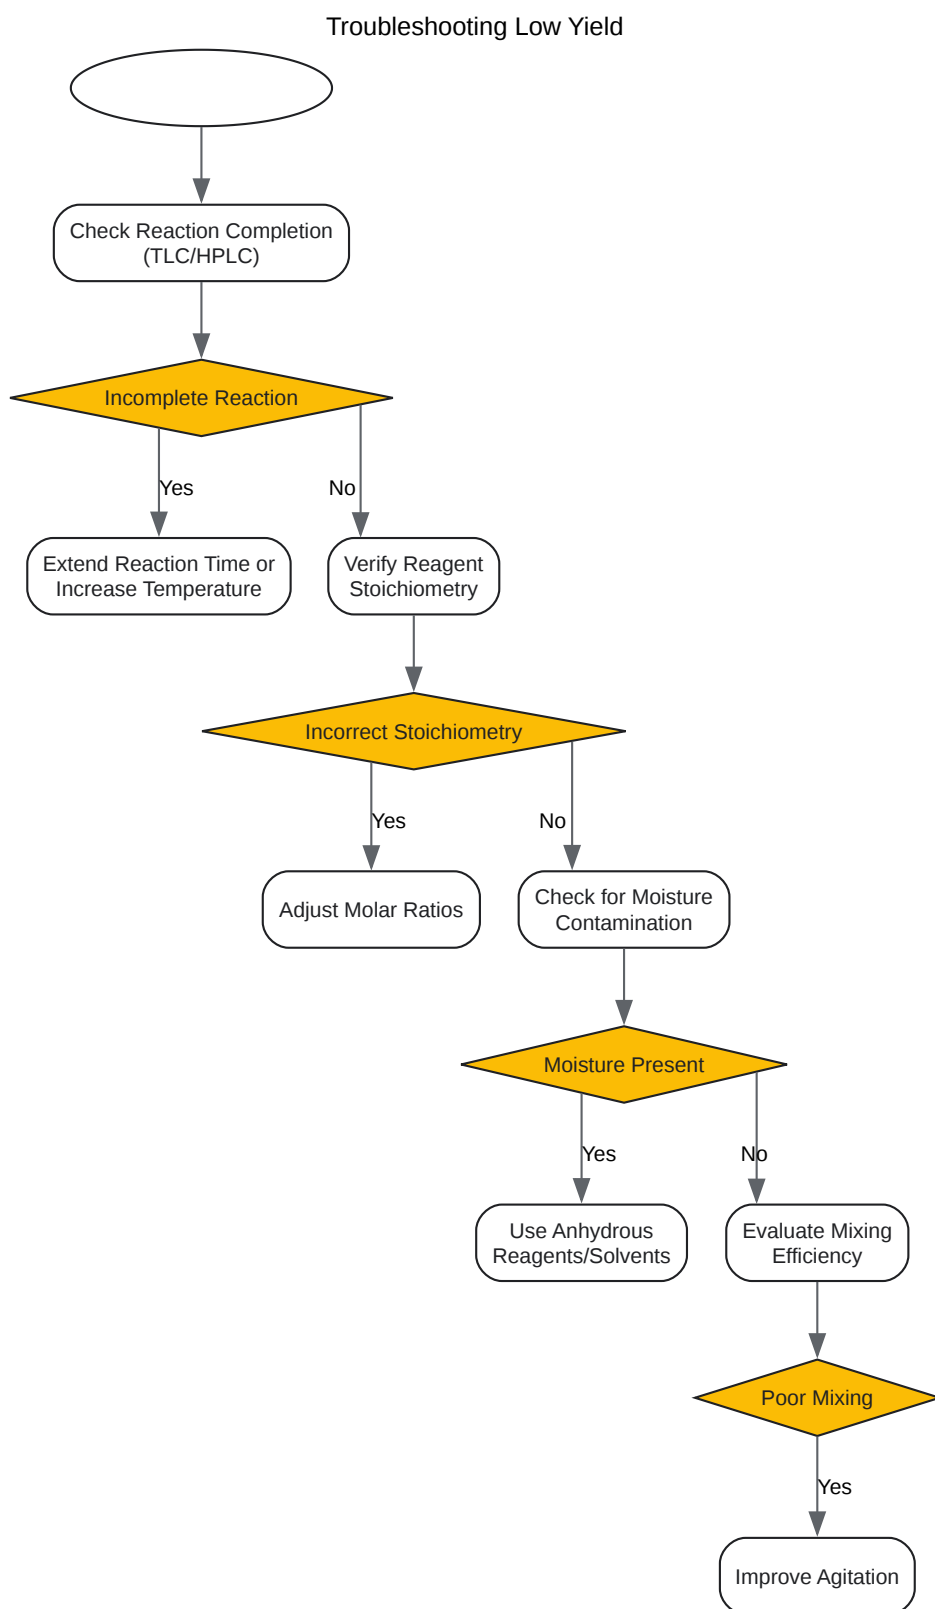 Troubleshooting Low Yield
Check Reaction Completion
(TLC/HPLC)
Incomplete Reaction
Yes
No
Extend Reaction Time or
Increase Temperature
Verify Reagent
Stoichiometry
Incorrect Stoichiometry
Yes
No
Adjust Molar Ratios
Check for Moisture
Contamination
Moisture Present
Yes
No
Use Anhydrous
Reagents/Solvents
Evaluate Mixing
Efficiency
Poor Mixing
Yes
Improve Agitation